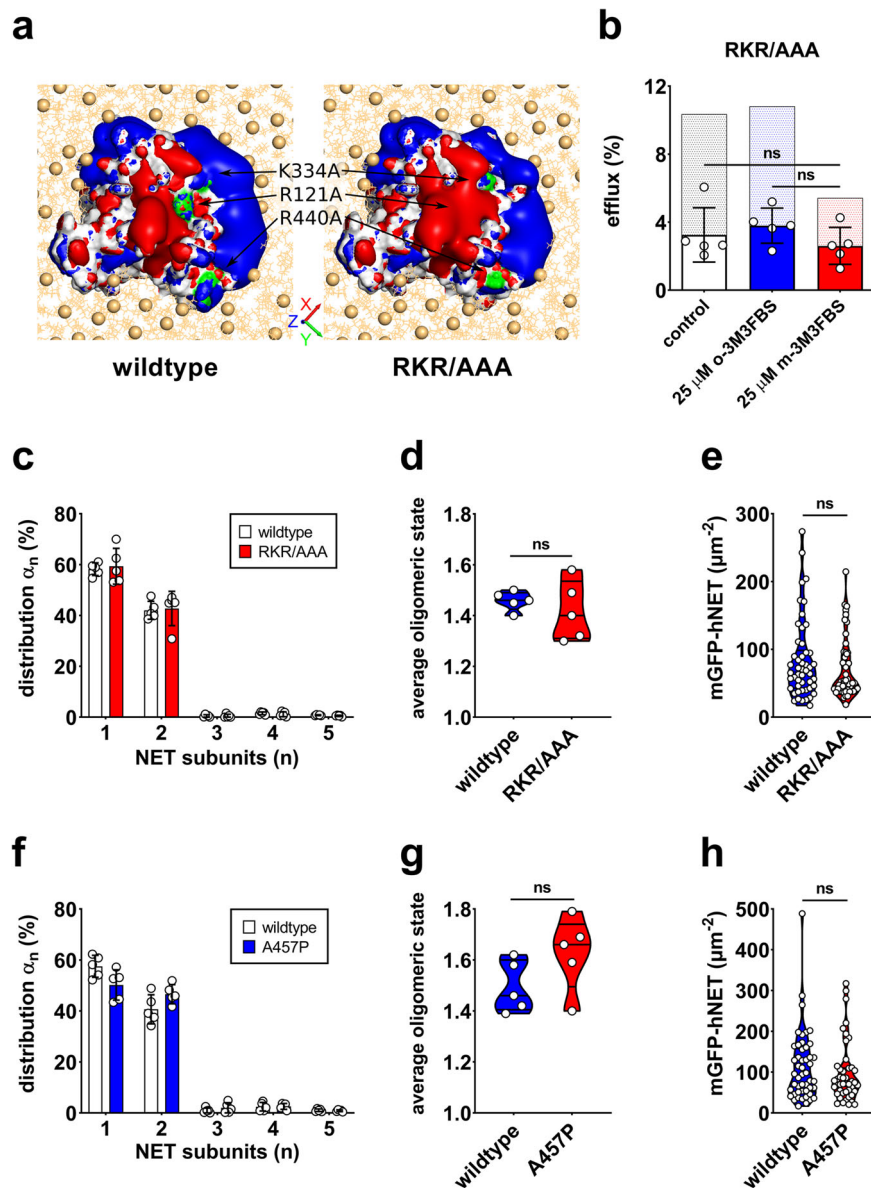 a
K334A
R121A
R440A
X
Z
Y
wildtype
RKR/AAA
b
RKR/AAA
efflux (%)
12
8
4
0
ns
ns
control
25 µM o-3M3FBS
25 µM m-3M3FBS
c
distribution αn (%)
80
60
40
20
0
wildtype
RKR/AAA
1 2 3 4 5
NET subunits (n)
d
average oligomeric state
1.8
1.6
1.4
1.2
1.0
ns
wildtype
RKR/AAA
e
mGFP-hNET (µm-2)
300
200
100
0
ns
wildtype
RKR/AAA
f
distribution αn (%)
80
60
40
20
0
wildtype
A457P
1 2 3 4 5
NET subunits (n)
g
average oligomeric state
1.8
1.6
1.4
1.2
1.0
ns
wildtype
A457P
h
mGFP-hNET (µm-2)
500
400
300
200
100
0
ns
wildtype
A457P